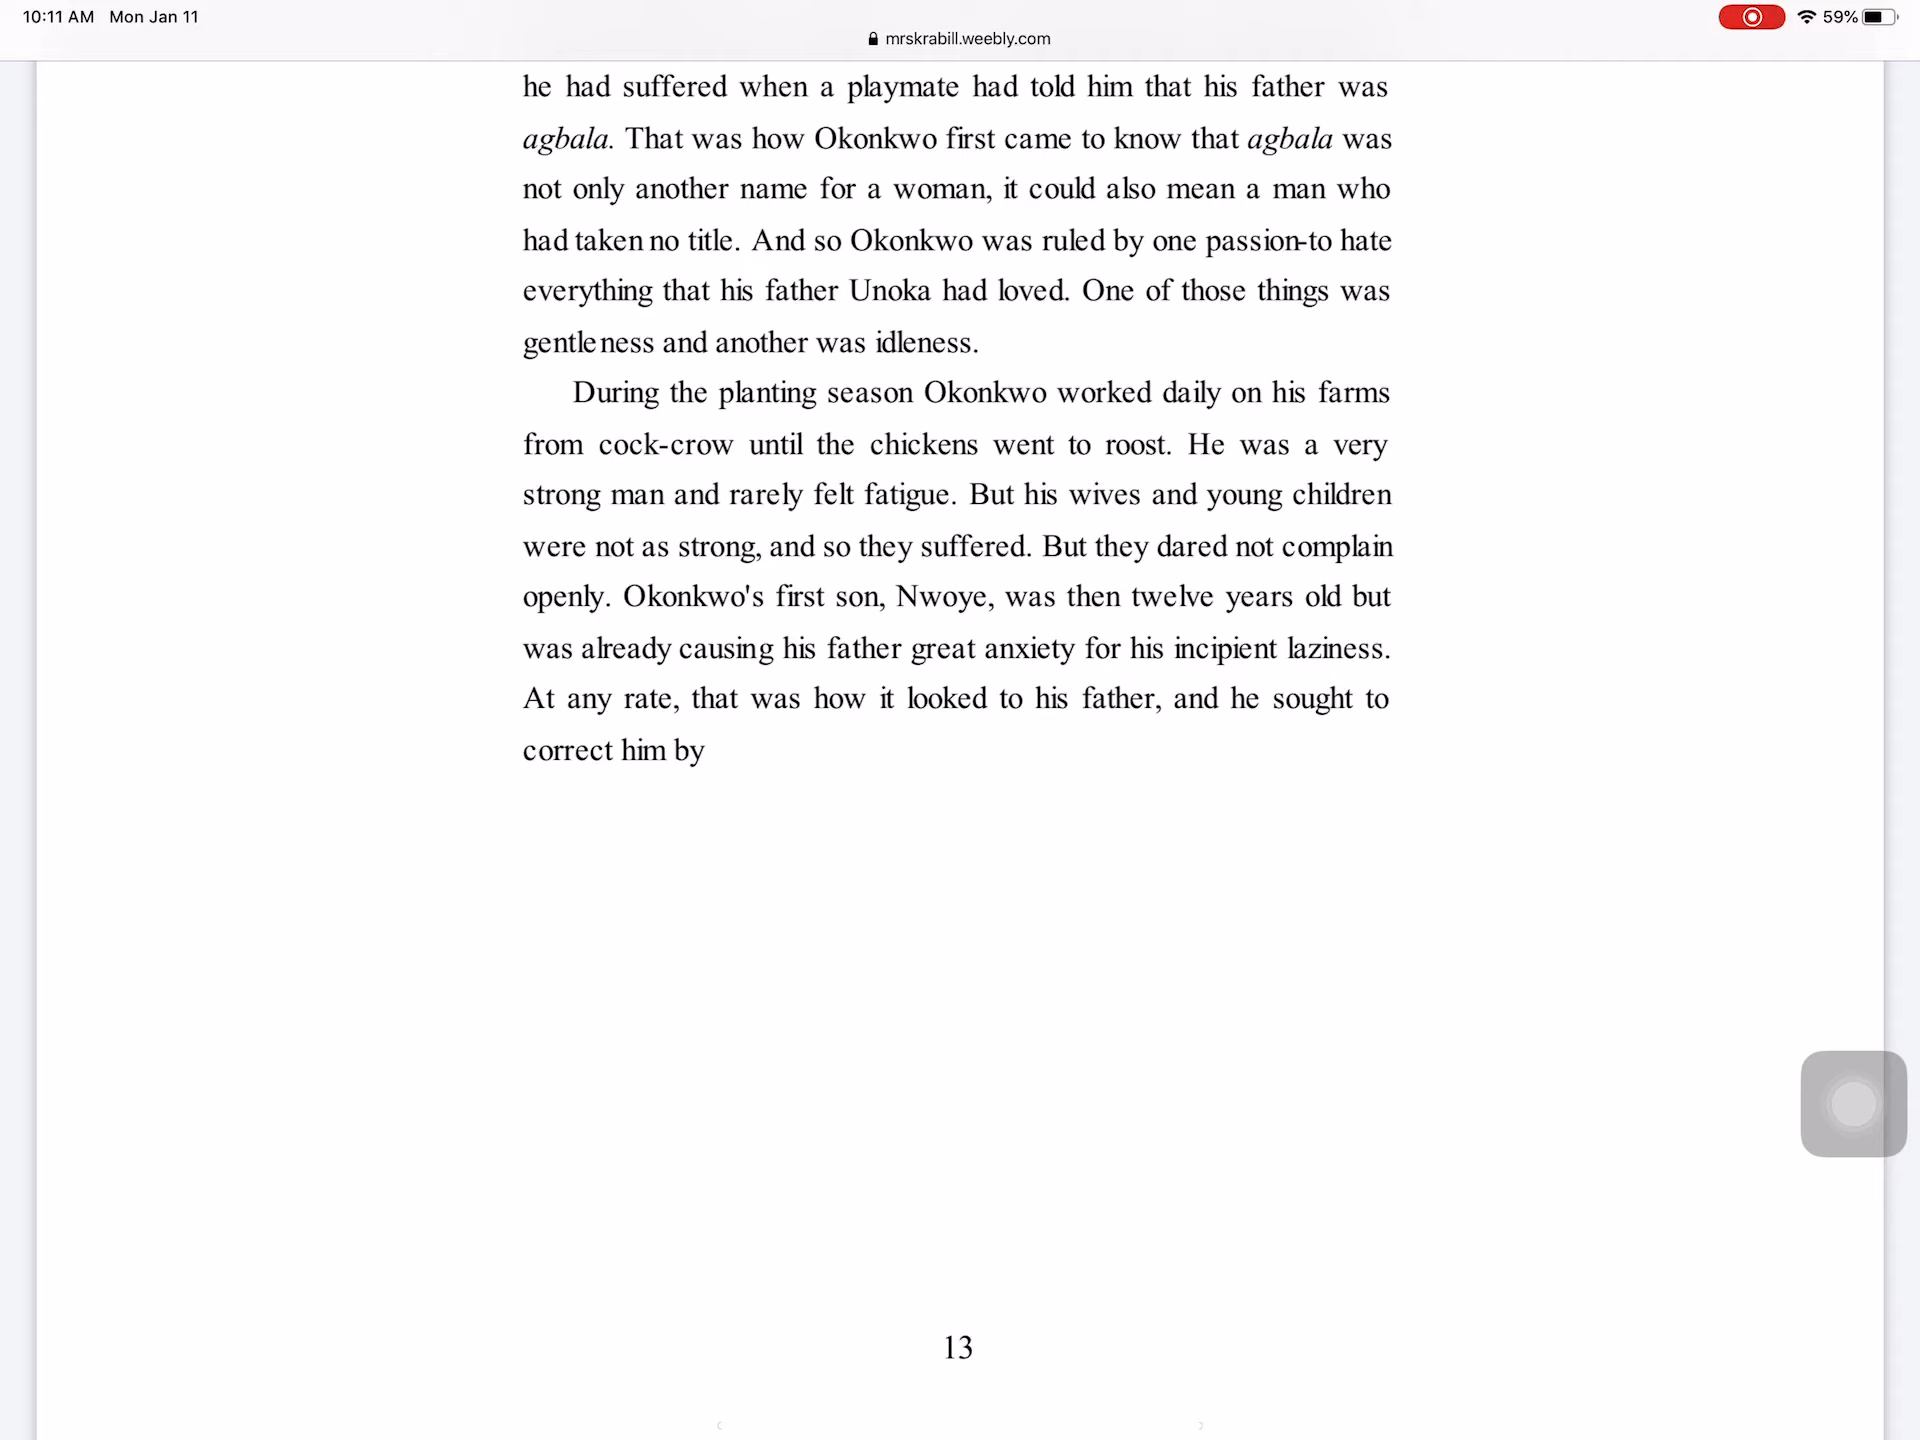 10:11 AM Mon Jan 11
59%
mrskrabill.weebly.com
he had suffered when a playmate had told him that his father was
agbala. That was how Okonkwo first came to know that agbala was
not only another name for a woman, it could also mean a man who
had taken no title. And so Okonkwo was ruled by one passion-to hate
everything that his father Unoka had loved. One of those things was
gentleness and another was idleness.
During the planting season Okonkwo worked daily on his farms
from cock-crow until the chickens went to roost. He was a very
strong man and rarely felt fatigue. But his wives and young children
were not as strong, and so they suffered. But they dared not complain
openly. Okonkwo's first son, Nwoye, was then twelve years old but
was already causing his father great anxiety for his incipient laziness.
At any rate, that was how it looked to his father, and he sought to
correct him by
13